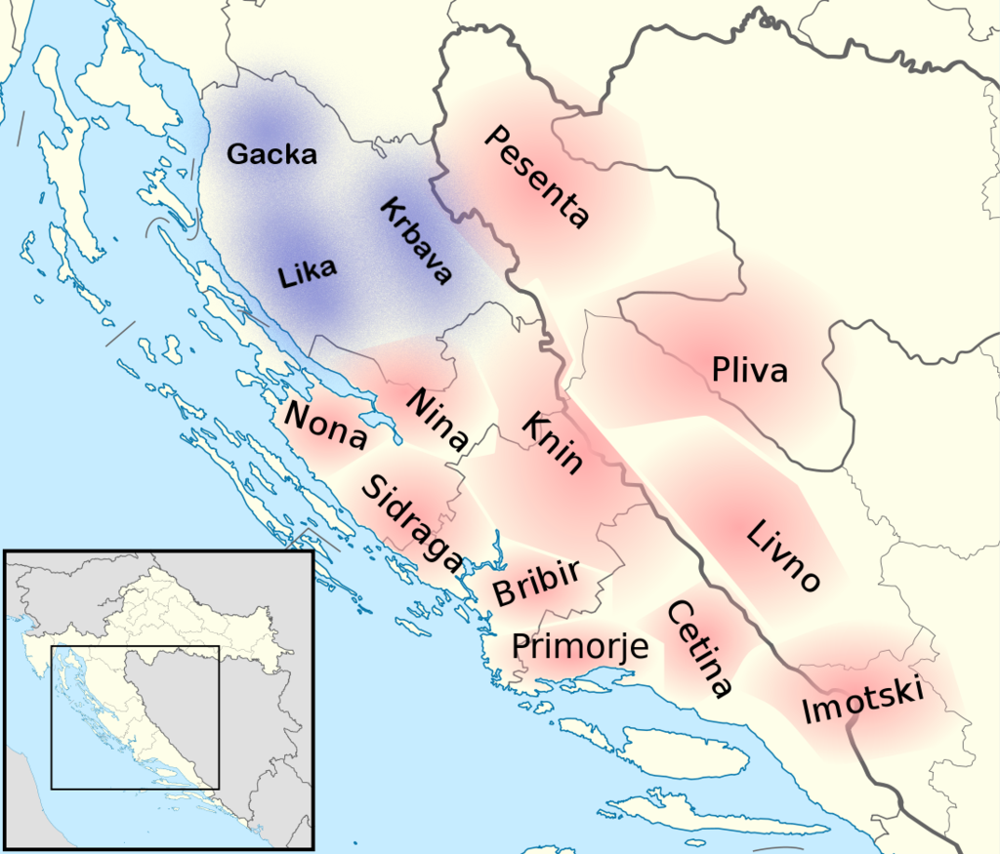 Gacka
Pesenta
Krbava
Lika
Pliva
Nona
Nina
Knin
Sidraga
Livno
Bribir
Primorje
Cetina
Imotski